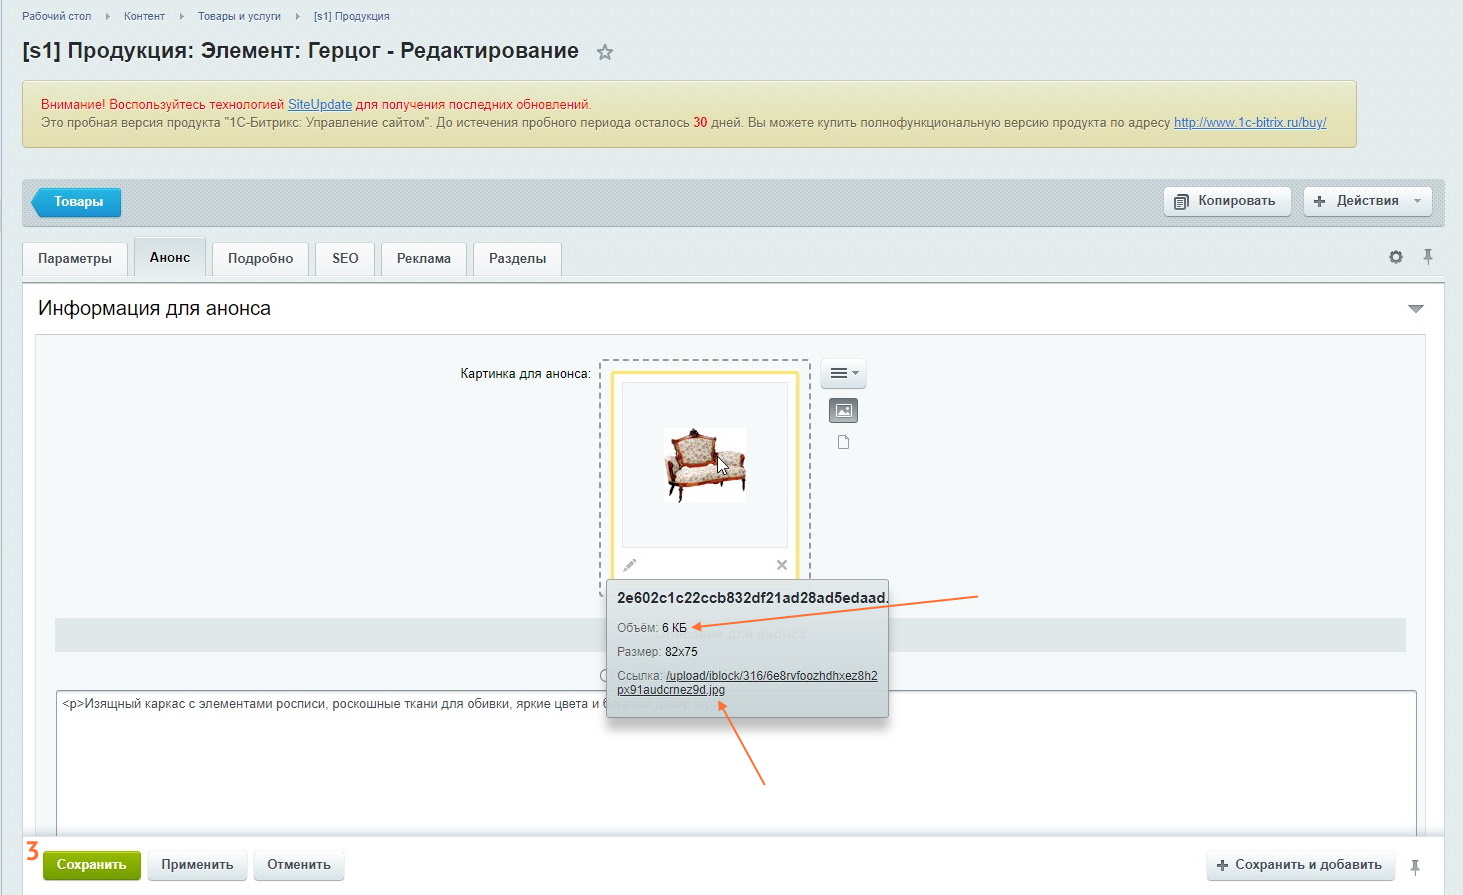 Рабочий стол Контент Товары и услуги [s1] Продукция
[s1] Продукция: Элемент: Герцог - Редактирование
Внимание! Воспользуйтесь технологией SiteUpdate для получения последних обновлений.
Это пробная версия продукта "1С-Битрикс: Управление сайтом". До истечения пробного периода осталось 30 дней. Вы можете купить полнофункциональную версию продукта по адресу http://www.1c-bitrix.ru/buy/
Товары Копировать Действия
Параметры Анонс Подробно SEO Реклама Разделы
Информация для анонса
Картинка для анонса:
2e602c1c22ccb832df21ad28ad5edaad.
Объём: 6 КБ
Размер: 82x75
Ссылка: /upload/iblock/316/6e8rvfoozhdhxez8h2
px91audcrnez9d.jpg
<p>Изящный каркас с элементами росписи, роскошные ткани для обивки, яркие цвета и
3 Сохранить Применить Отменить Сохранить и добавить